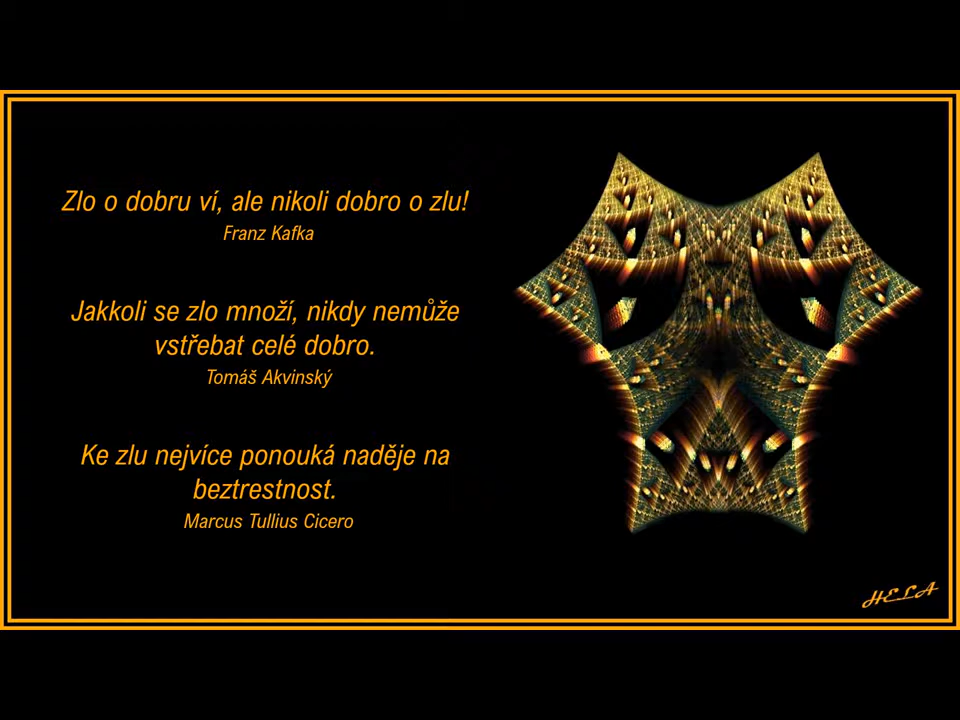 Zlo o dobru ví, ale nikoli dobro o zlu!
Franz Kafka
Jakkoli se zlo množí, nikdy nemůže
vstřebat celé dobro.
Tomáš Akvinský
Ke zlu nejvíce ponouká naděje na
beztrestnost.
Marcus Tullius Cicero
HELA